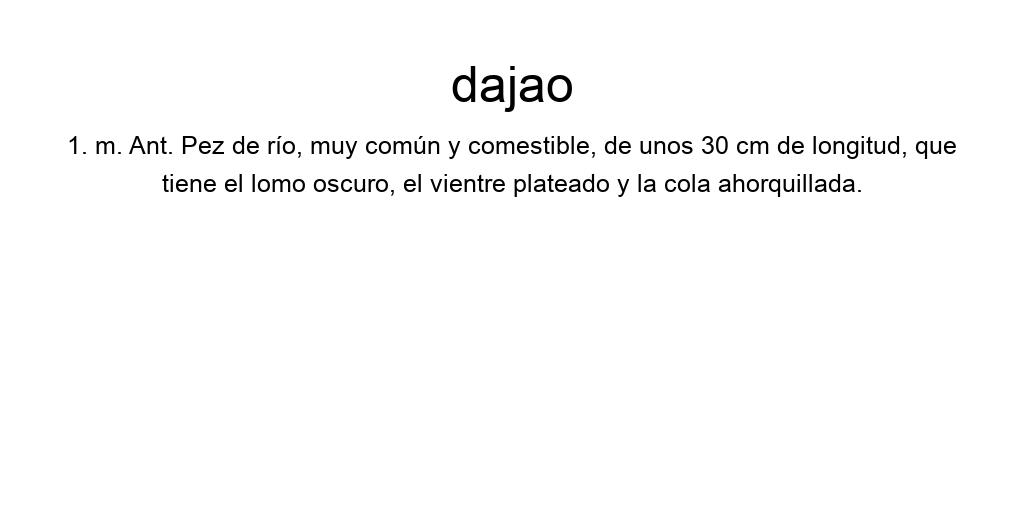 dajao
1. m. Ant. Pez de río, muy común y comestible, de unos 30 cm de longitud, que
tiene el lomo oscuro, el vientre plateado y la cola ahorquillada.